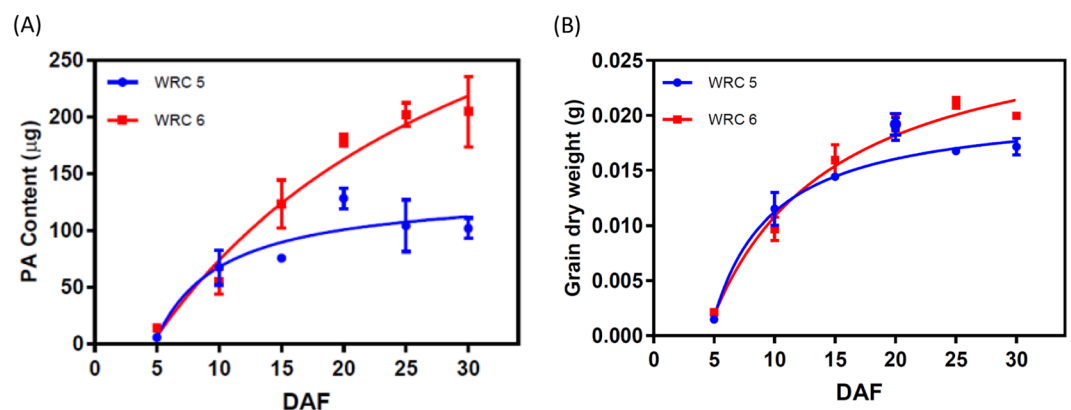 (A)
PA Content (µg)
250
200
150
100
50
0
WRC 5
WRC 6
0 5 10 15 20 25 30
DAF
(B)
Grain dry weight (g)
0.025
0.020
0.015
0.010
0.005
0.000
WRC 5
WRC 6
0 5 10 15 20 25 30
DAF